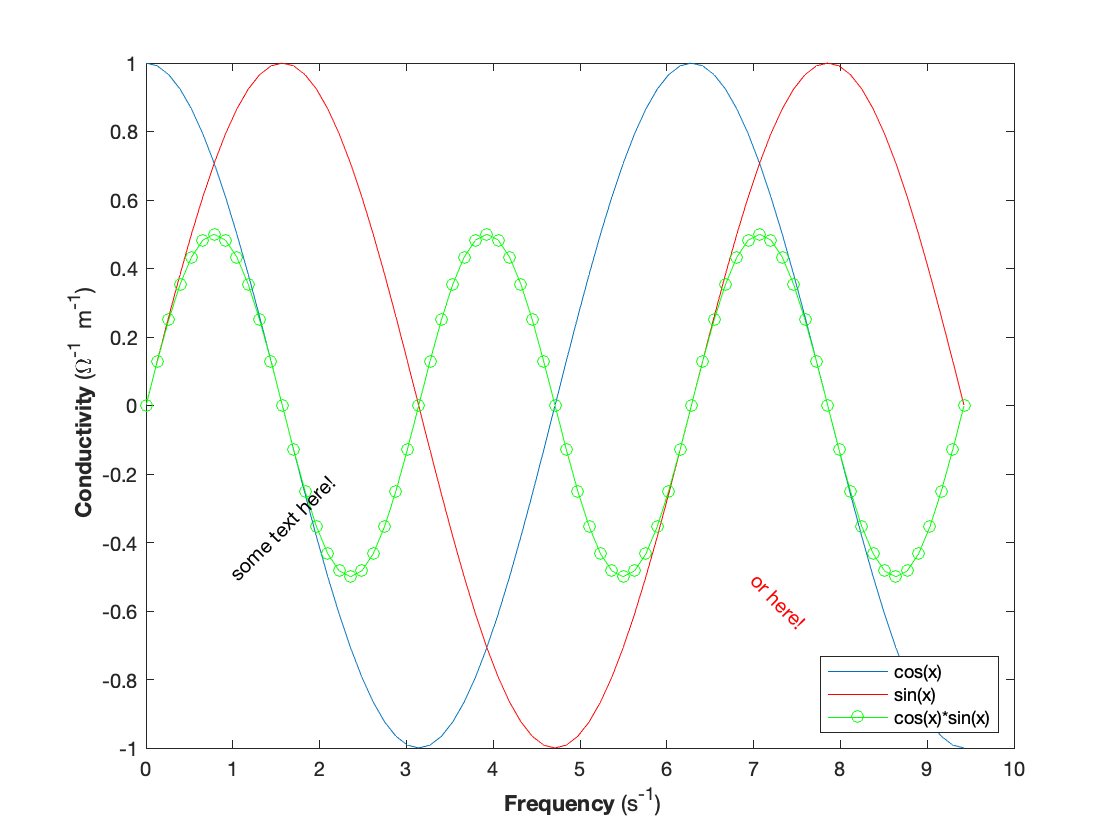 1
0.8
0.6
0.4
0.2
0
-0.2
-0.4
-0.6
-0.8
-1
Conductivity (Ω⁻¹ m⁻¹)
some text here!
or here!
cos(x)
sin(x)
cos(x)*sin(x)
0 1 2 3 4 5 6 7 8 9 10
Frequency (s⁻¹)